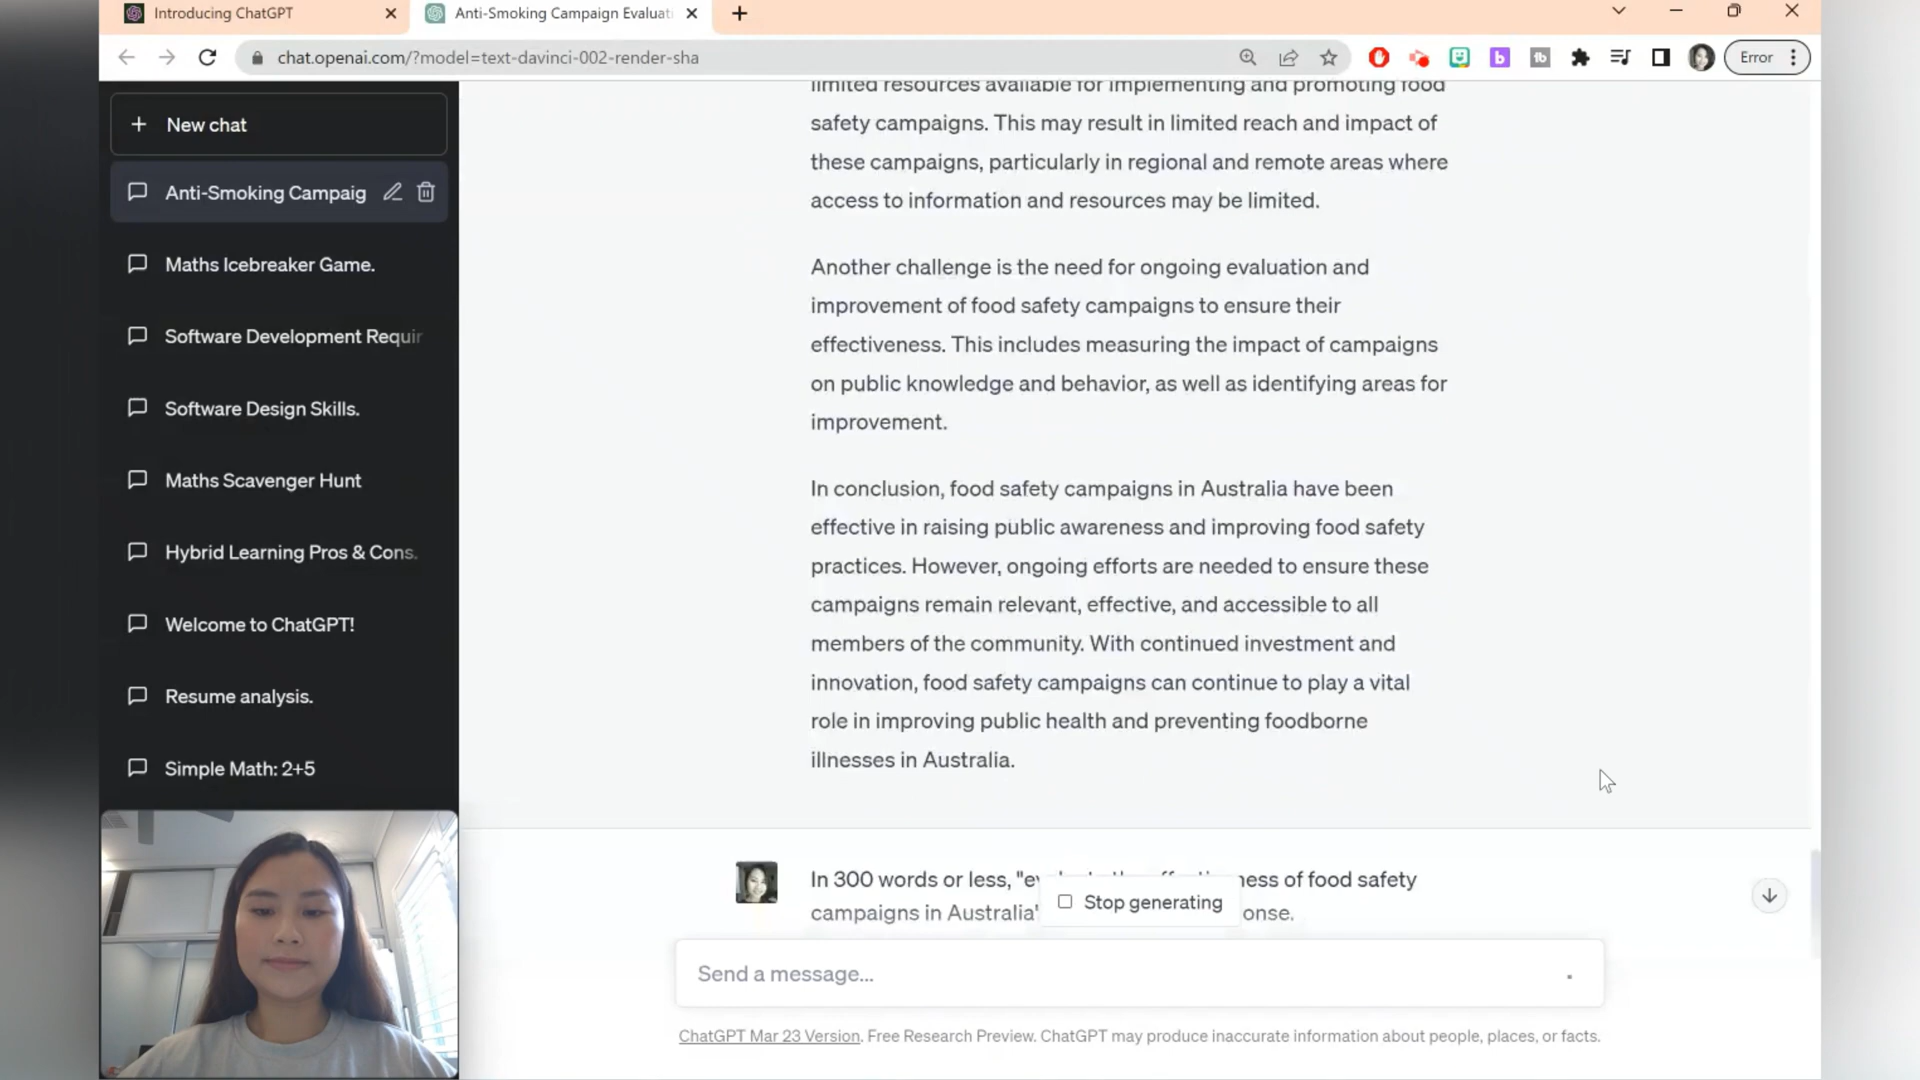 Introducing ChatGPT
Anti-Smoking Campaign Evaluati
chat.openai.com/?model=text-davinci-002-render-sha
Error
New chat
Anti-Smoking Campaig
Maths Icebreaker Game.
Software Development Requir
Software Design Skills.
Maths Scavenger Hunt
Hybrid Learning Pros & Cons.
Welcome to ChatGPT!
Resume analysis.
Simple Math: 2+5
limited resources available for implementing and promoting food
safety campaigns. This may result in limited reach and impact of
these campaigns, particularly in regional and remote areas where
access to information and resources may be limited.
Another challenge is the need for ongoing evaluation and
improvement of food safety campaigns to ensure their
effectiveness. This includes measuring the impact of campaigns
on public knowledge and behavior, as well as identifying areas for
improvement.
In conclusion, food safety campaigns in Australia have been
effective in raising public awareness and improving food safety
practices. However, ongoing efforts are needed to ensure these
campaigns remain relevant, effective, and accessible to all
members of the community. With continued investment and
innovation, food safety campaigns can continue to play a vital
role in improving public health and preventing foodborne
illnesses in Australia.
In 300 words or less, "ev ness of food safety
campaigns in Australia" onse.
Stop generating
Send a message...
ChatGPT Mar 23 Version. Free Research Preview. ChatGPT may produce inaccurate information about people, places, or facts.